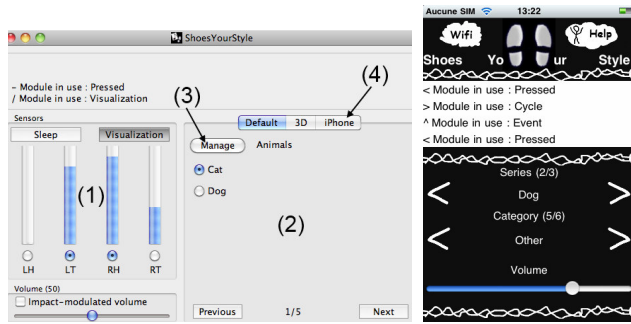 ShoesYourStyle
- Module in use : Pressed
/ Module in use : Visualization
(3)
(4)
Sensors
Sleep
Visualization
Default
3D
iPhone
Manage
Animals
Cat
Dog
(1)
(2)
LH
LT
RH
RT
Volume (50)
Impact-modulated volume
Previous
1/5
Next
Aucune SIM
13:22
Wifi
Help
Shoes Yo ur Style
< Module in use : Pressed
> Module in use : Cycle
^ Module in use : Event
< Module in use : Pressed
Series (2/3)
< Dog >
Category (5/6)
< Other >
Volume